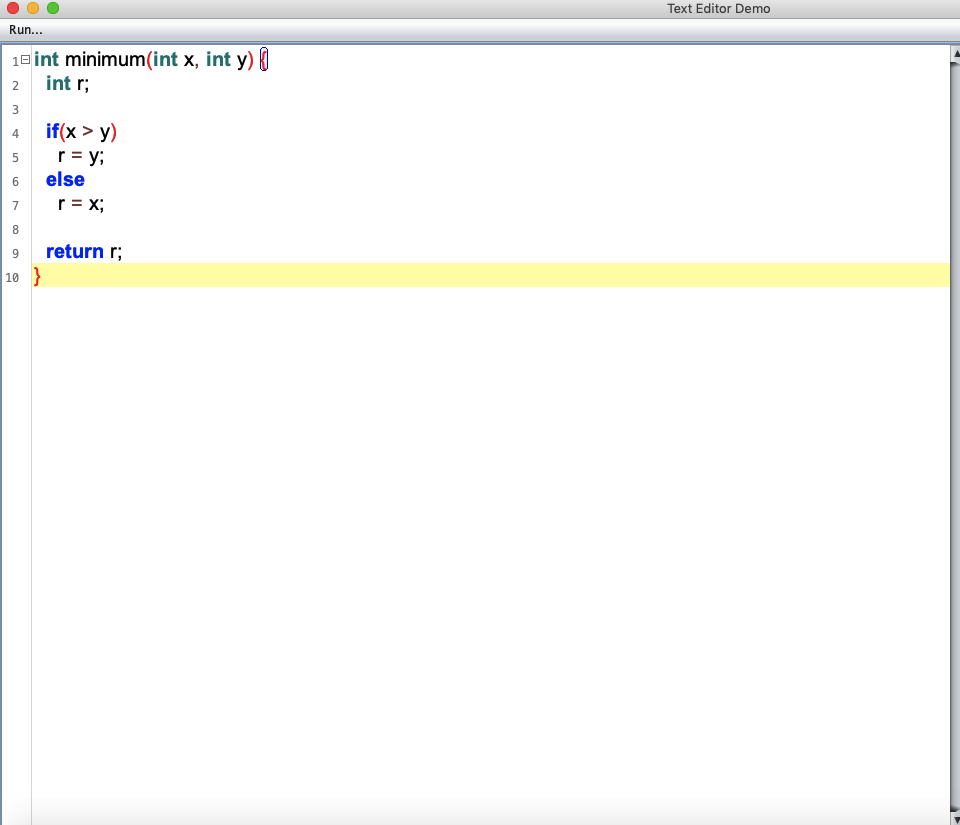 Text Editor Demo
Run...
1 int minimum(int x, int y) {
2   int r;
3
4   if(x > y)
5     r = y;
6   else
7     r = x;
8
9   return r;
10 }